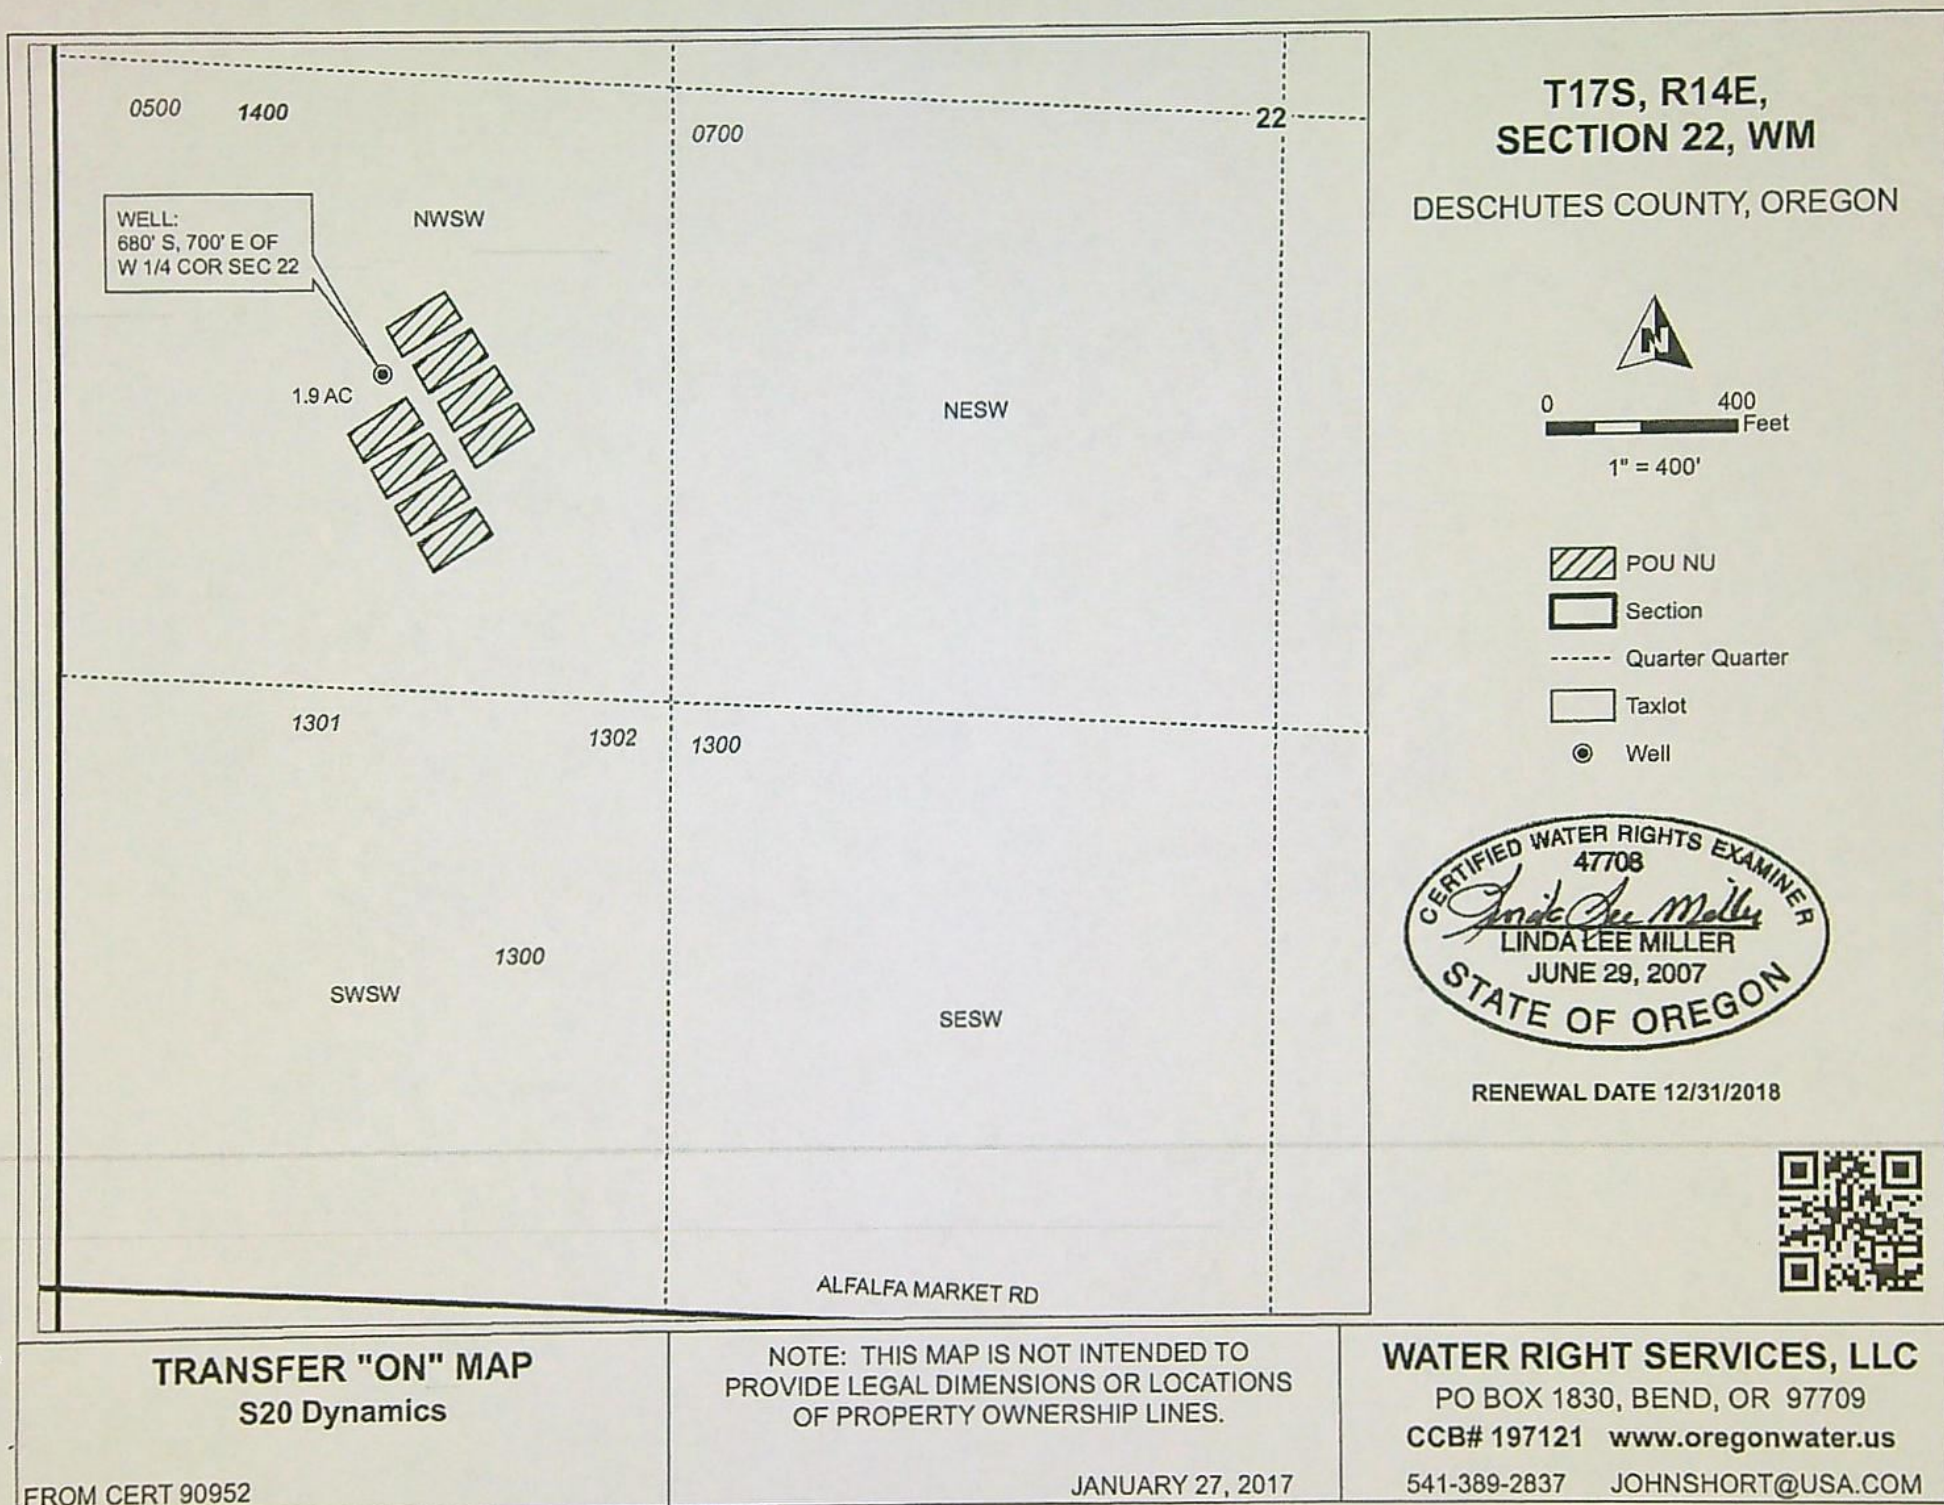 0500 1400
0700
22
WELL:
680' S, 700' E OF
W 1/4 COR SEC 22
NWSW
1.9 AC
NESW
1301
1302
1300
1300
SWSW
SESW
ALFALFA MARKET RD
T17S, R14E,
SECTION 22, WM
DESCHUTES COUNTY, OREGON
N
0 400
Feet
1" = 400'
POU NU
Section
Quarter Quarter
Taxlot
Well
CERTIFIED WATER RIGHTS EXAMINER
47708
Linda Lee Miller
LINDA LEE MILLER
JUNE 29, 2007
STATE OF OREGON
RENEWAL DATE 12/31/2018
TRANSFER "ON" MAP
S20 Dynamics
FROM CERT 90952
NOTE: THIS MAP IS NOT INTENDED TO
PROVIDE LEGAL DIMENSIONS OR LOCATIONS
OF PROPERTY OWNERSHIP LINES.
JANUARY 27, 2017
WATER RIGHT SERVICES, LLC
PO BOX 1830, BEND, OR 97709
CCB# 197121 www.oregonwater.us
541-389-2837 JOHNSHORT@USA.COM